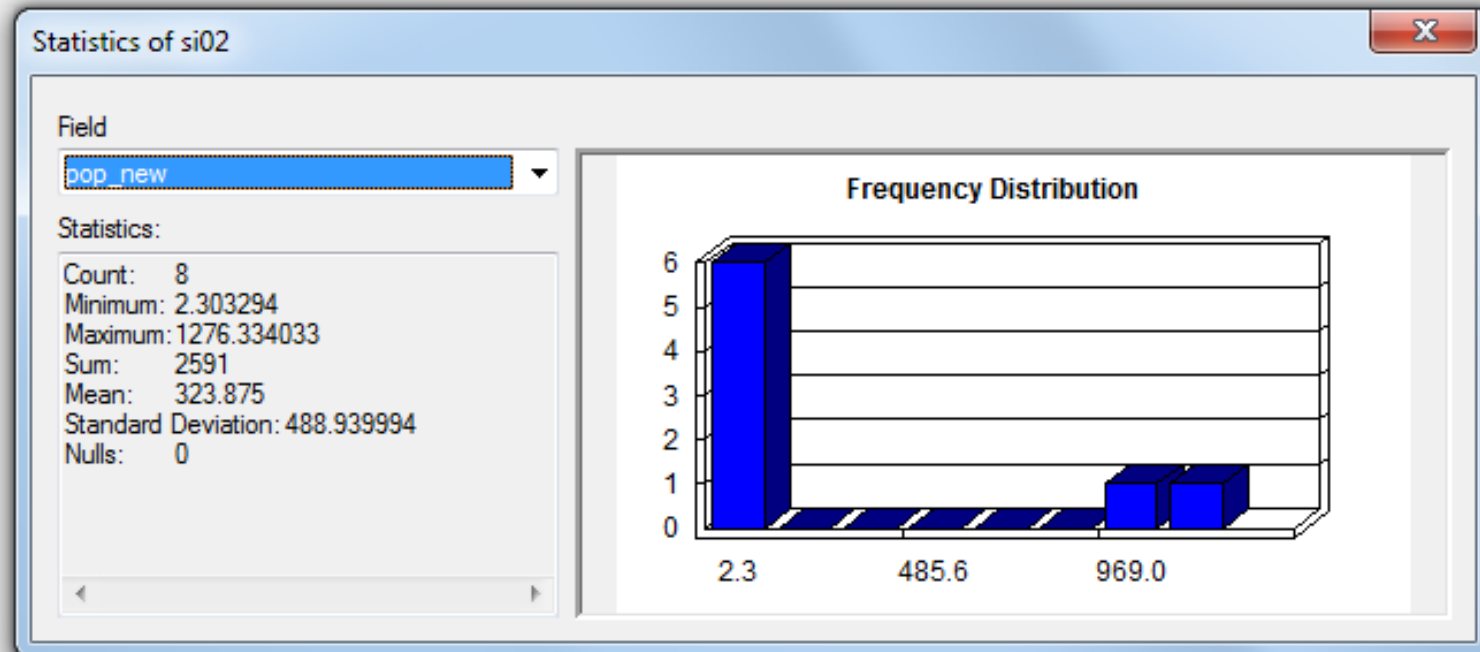 Statistics of si02
Field
pop_new
Statistics:
Count: 8
Minimum: 2.303294
Maximum: 1276.334033
Sum: 2591
Mean: 323.875
Standard Deviation: 488.939994
Nulls: 0
Frequency Distribution
6
5
4
3
2
1
0
2.3 485.6 969.0